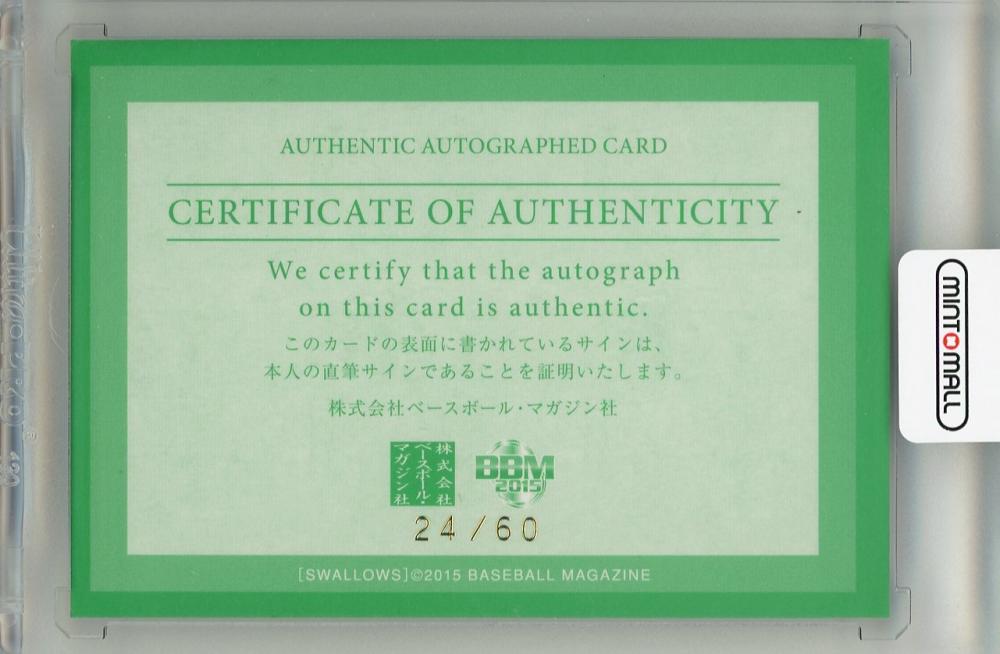 AUTHENTIC AUTOGRAPHED CARD
CERTIFICATE OF AUTHENTICITY
We certify that the autograph
on this card is authentic.
このカードの表面に書かれているサインは、
本人の直筆サインであることを証明いたします。
株式会社ベースボール・マガジン社
株式会社
ベースボール・
マガジン社
BBM
2015
24/60
[SWALLOWS]©2015 BASEBALL MAGAZINE
MINTMALL